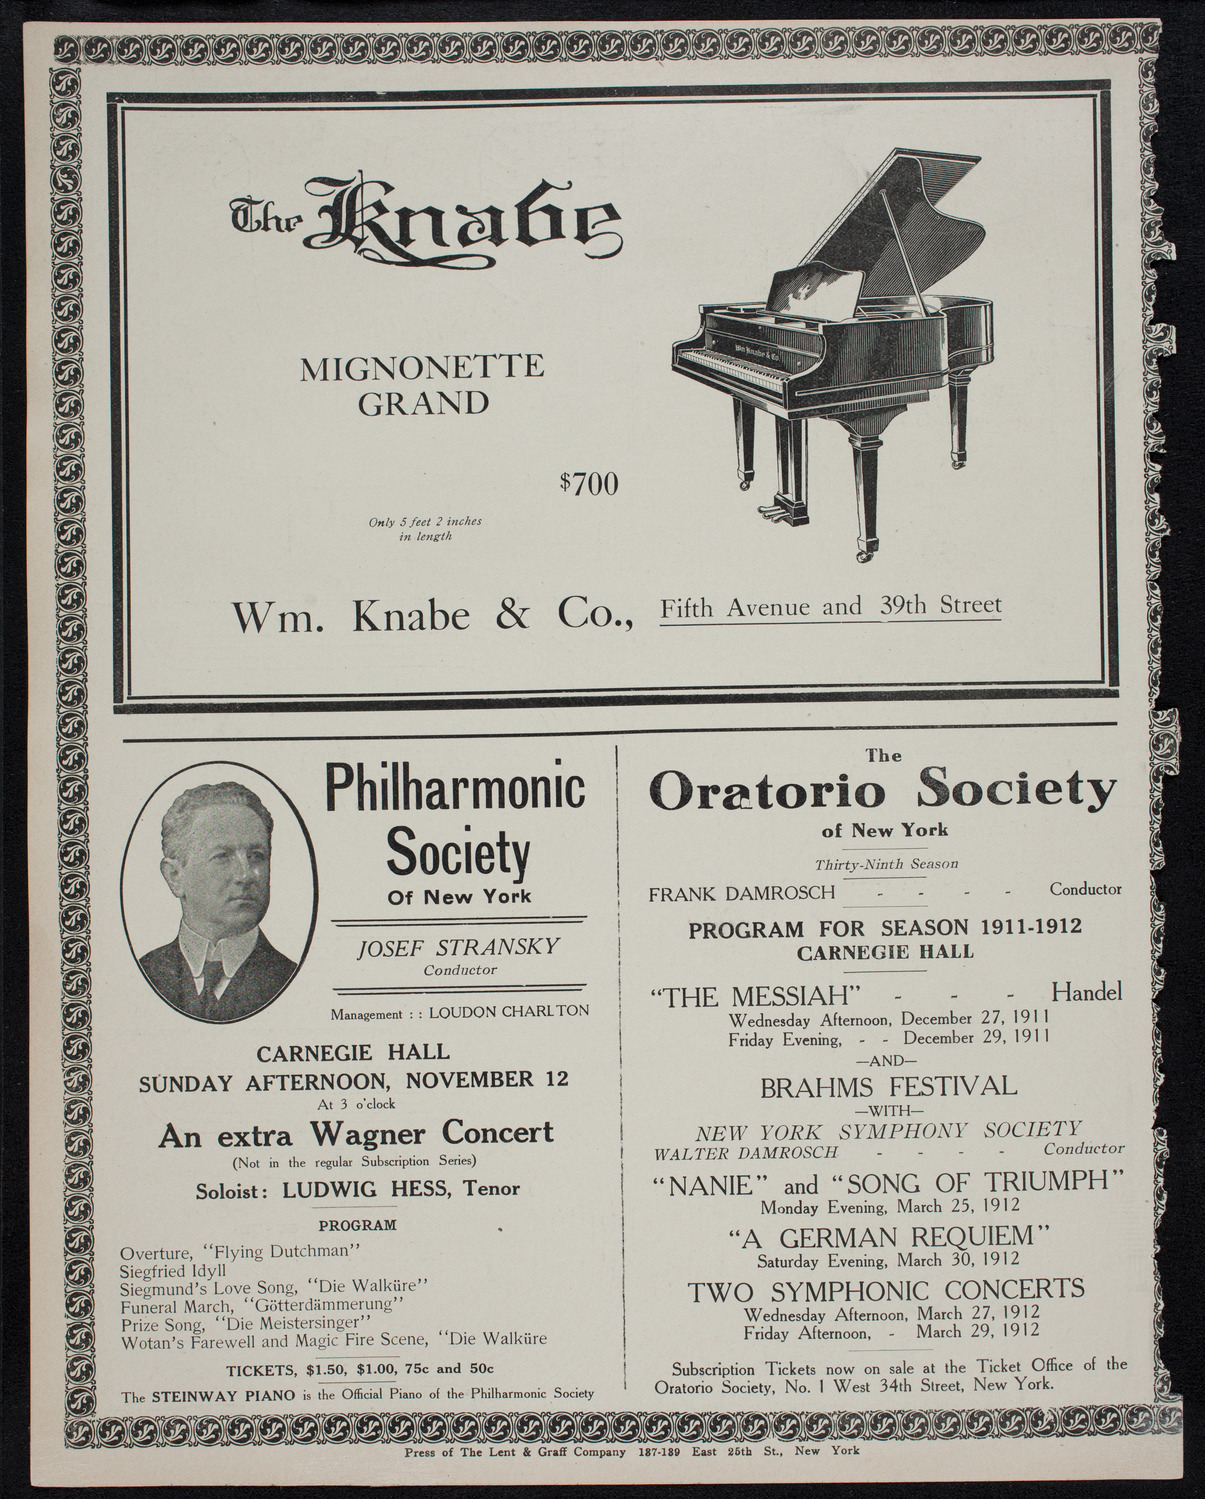 The Knabe
MIGNONETTE
GRAND
$700
Only 5 feet 2 inches
in length
Wm. Knabe & Co.
Wm. Knabe & Co., Fifth Avenue and 39th Street
Philharmonic
Society
Of New York
JOSEF STRANSKY
Conductor
Management : : LOUDON CHARLTON
CARNEGIE HALL
SUNDAY AFTERNOON, NOVEMBER 12
At 3 o'clock
An extra Wagner Concert
(Not in the regular Subscription Series)
Soloist: LUDWIG HESS, Tenor
PROGRAM
Overture, "Flying Dutchman"
Siegfried Idyll
Siegmund's Love Song, "Die Walküre"
Funeral March, "Götterdämmerung"
Prize Song, "Die Meistersinger"
Wotan's Farewell and Magic Fire Scene, "Die Walküre
TICKETS, $1.50, $1.00, 75c and 50c
The STEINWAY PIANO is the Official Piano of the Philharmonic Society
The
Oratorio Society
of New York
Thirty-Ninth Season
FRANK DAMROSCH - - - - Conductor
PROGRAM FOR SEASON 1911-1912
CARNEGIE HALL
"THE MESSIAH" - - - Handel
Wednesday Afternoon, December 27, 1911
Friday Evening, - - December 29, 1911
—AND—
BRAHMS FESTIVAL
—WITH—
NEW YORK SYMPHONY SOCIETY
WALTER DAMROSCH - - - - Conductor
"NANIE" and "SONG OF TRIUMPH"
Monday Evening, March 25, 1912
"A GERMAN REQUIEM"
Saturday Evening, March 30, 1912
TWO SYMPHONIC CONCERTS
Wednesday Afternoon, March 27, 1912
Friday Afternoon, - March 29, 1912
Subscription Tickets now on sale at the Ticket Office of the
Oratorio Society, No. 1 West 34th Street, New York.
Press of The Lent & Graff Company 137-139 East 25th St., New York